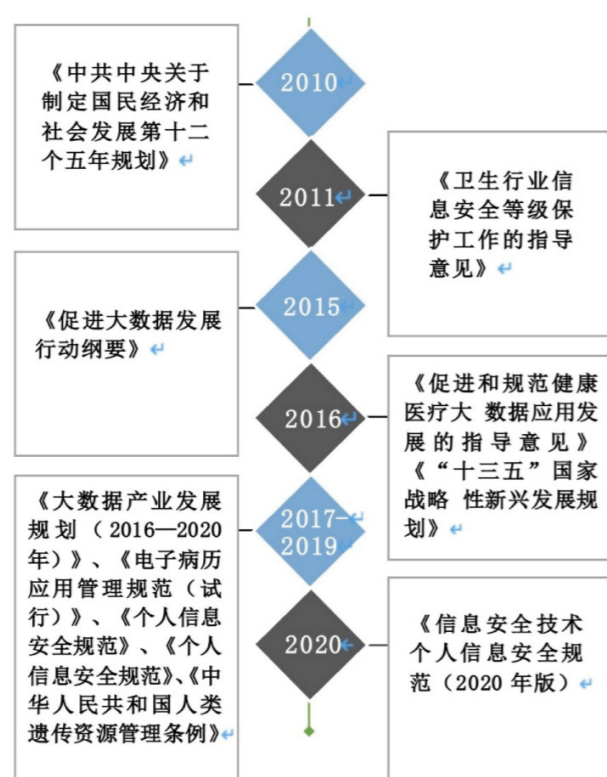 2010
《中共中央关于
制定国民经济和
社会发展第十二
个五年规划》
2011
《卫生行业信
息安全等级保
护工作的指导
意见》
2015
《促进大数据发展
行动纲要》
2016
《促进和规范健康
医疗大 数据应用发
展的指导意见》
《“十三五”国家
战略 性新兴发展规
划》
2017-
2019
《大数据产业发展
规划（2016—2020
年）》、《电子病历
应用管理规范（试
行）》、《个人信息
安全规范》、《个人
信息安全规范》、《中
华人民共和国人类
遗传资源管理条例》
2020
《信息安全技术
个人信息安全规
范（2020 年版）